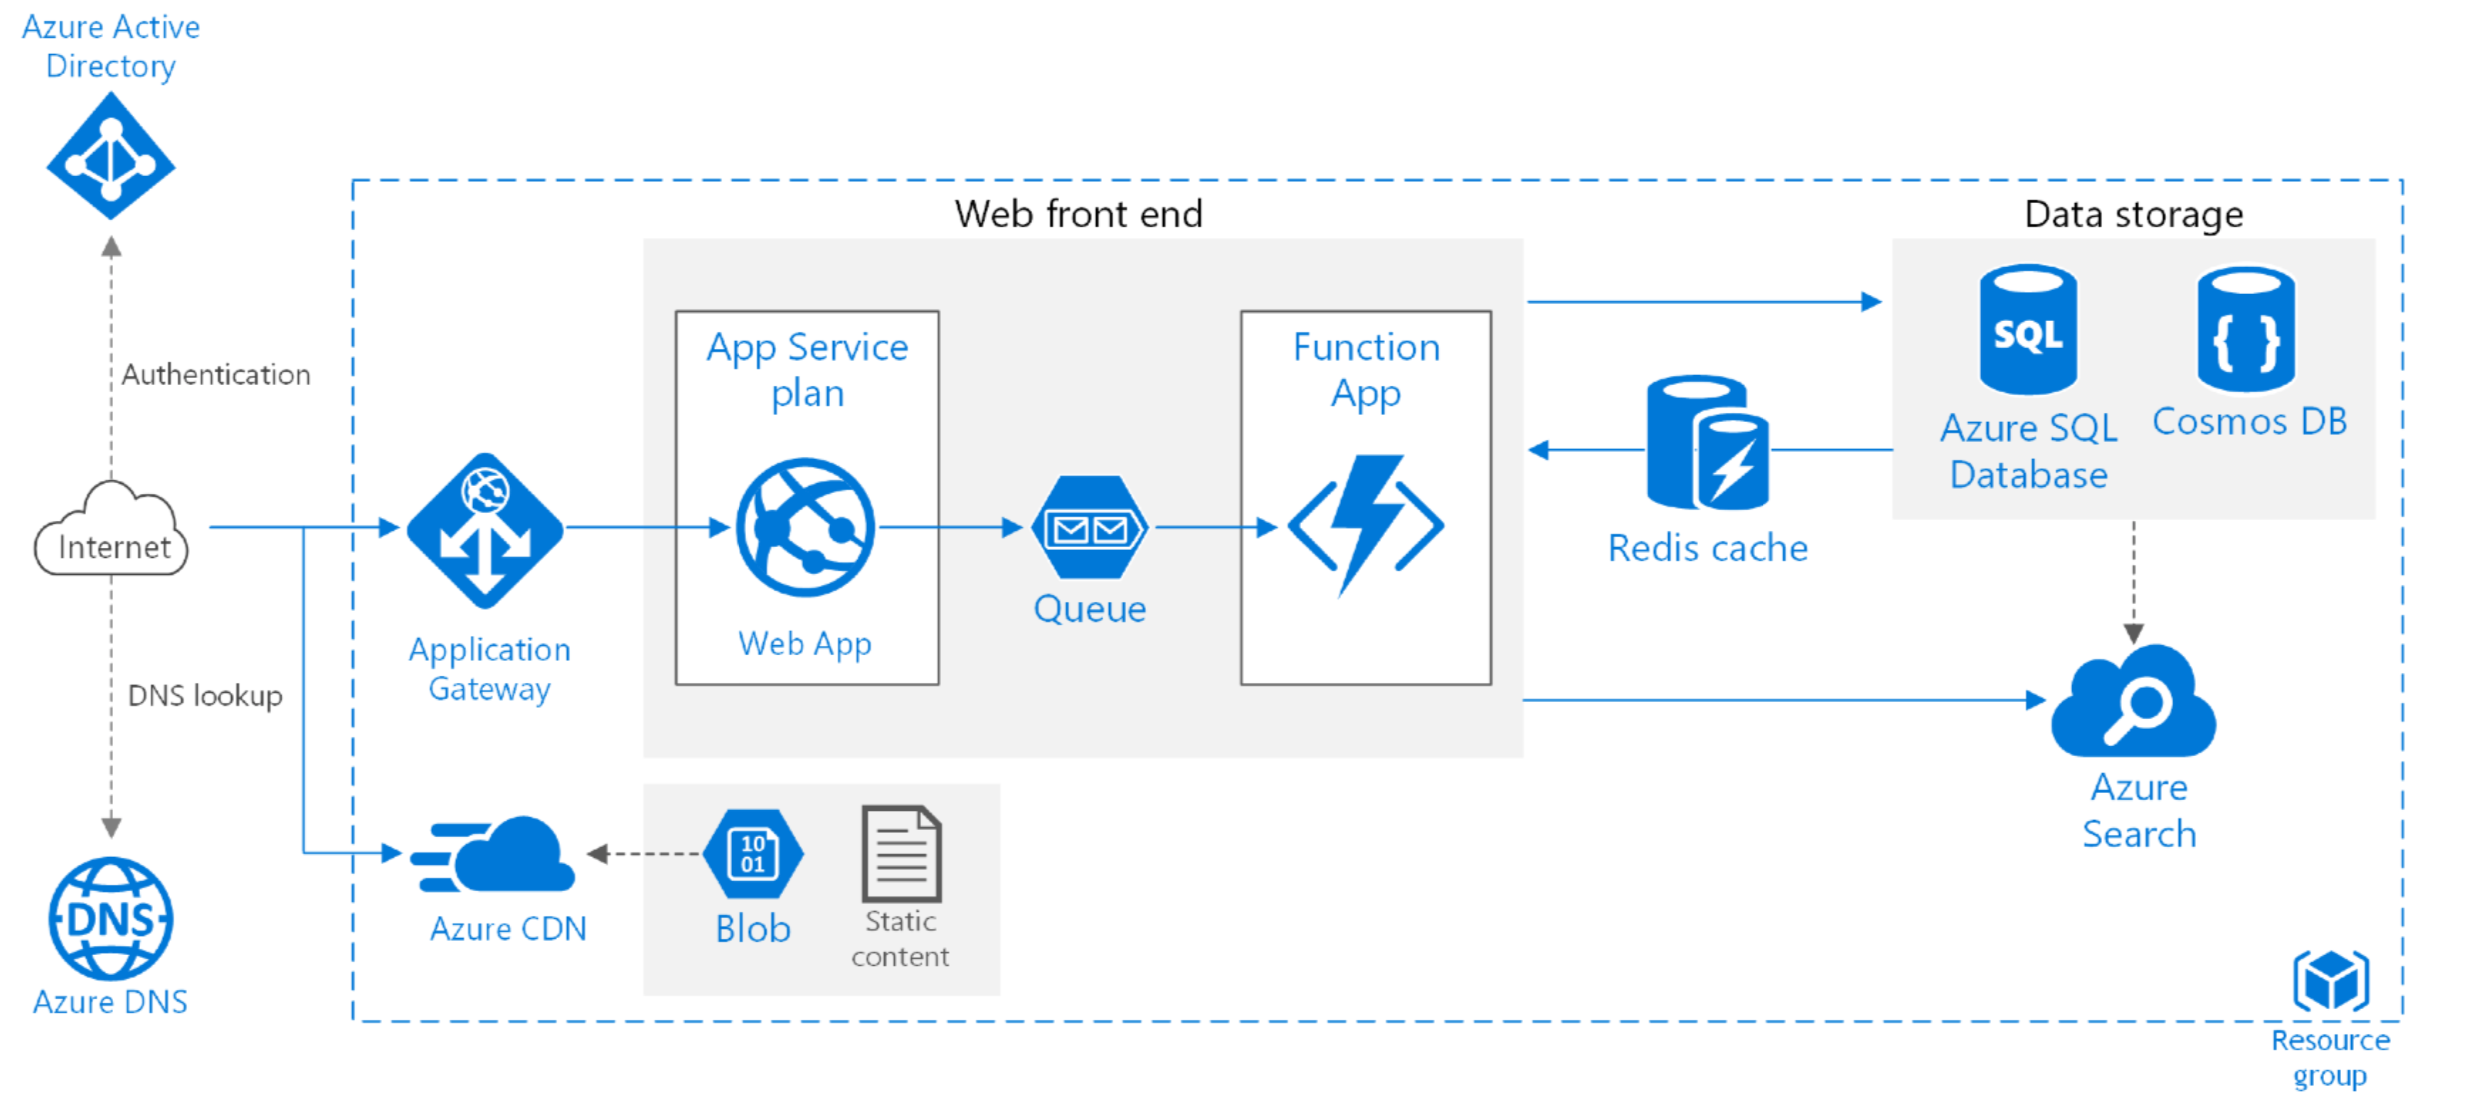 Azure Active
Directory
Authentication
Internet
DNS lookup
DNS
Azure DNS
Application
Gateway
Azure CDN
Web front end
App Service
plan
Web App
Queue
Function
App
10
01
Blob
Static
content
Redis cache
Data storage
SQL
Azure SQL
Database
{ }
Cosmos DB
Azure
Search
Resource
group